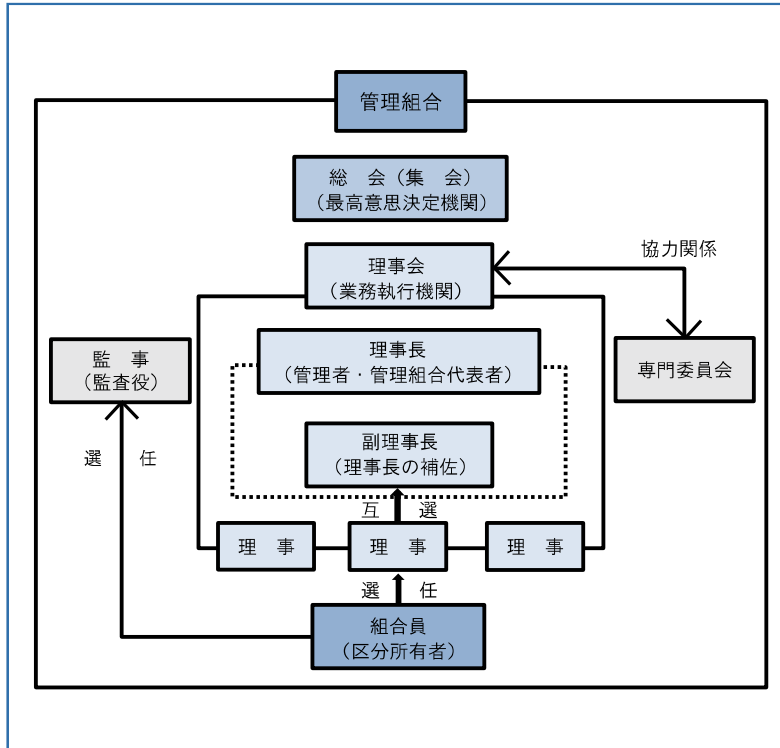 管理組合
総　会（集　会）
（最高意思決定機関）
理事会
（業務執行機関）
協力関係
理事長
（管理者・管理組合代表者）
監　事
（監査役）
専門委員会
副理事長
（理事長の補佐）
選　任
互　選
理　事
理　事
理　事
選　任
組合員
（区分所有者）